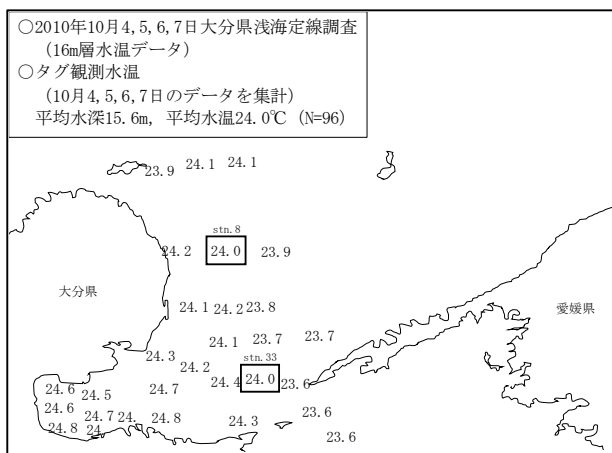 ○2010年10月4,5,6,7日大分県浅海定線調査
(16m層水温データ)
○タグ観測水温
(10月4,5,6,7日のデータを集計)
平均水深15.6m, 平均水温24.0℃ (N=96)
23.9 24.1 24.1
stn.8
24.2 24.0 23.9
大分県
24.1 24.2 23.8
愛媛県
24.1 23.7 23.7
24.3
stn.33
24.2
24.4 24.0 23.6
24.6 24.5 24.7
24.6
24.7 24. 24.8 24.3 23.6
24.8 24
23.6